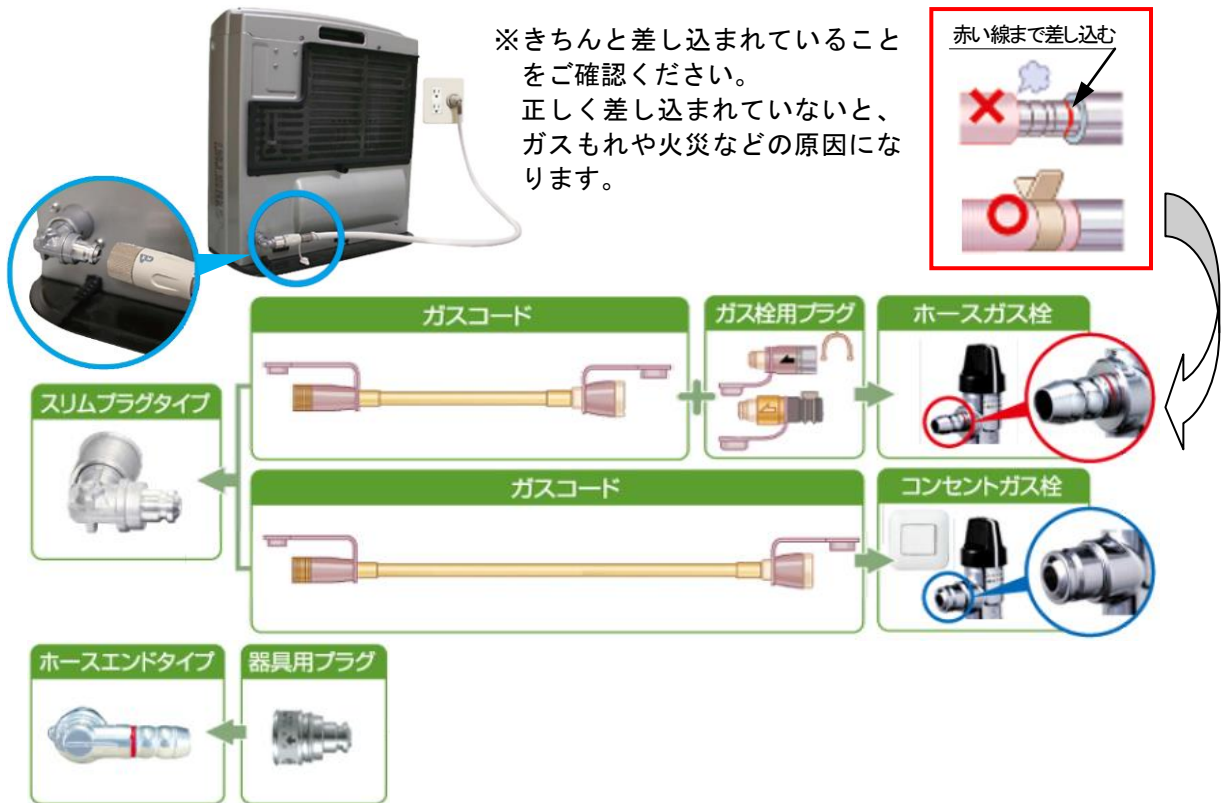 ※きちんと差し込まれていること
をご確認ください。
正しく差し込まれていないと、
ガスもれや火災などの原因にな
ります。
赤い線まで差し込む
ガスコード
ガス栓用プラグ
ホースガス栓
スリムプラグタイプ
ガスコード
コンセントガス栓
ホースエンドタイプ
器具用プラグ